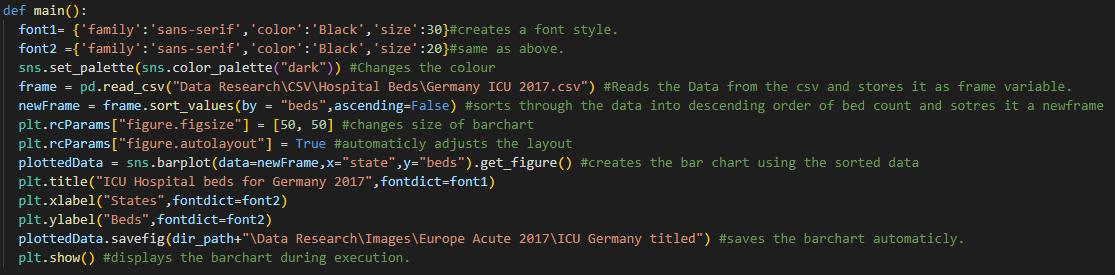 def main():
font1= {'family':'sans-serif','color':'Black','size':30}#creates a font style.
font2 ={'family':'sans-serif','color':'Black','size':20}#same as above.
sns.set_palette(sns.color_palette("dark")) #Changes the colour
frame = pd.read_csv("Data Research\CSV\Hospital Beds\Germany ICU 2017.csv") #Reads the Data from the csv and stores it as frame variable.
newFrame = frame.sort_values(by = "beds",ascending=False) #sorts through the data into descending order of bed count and sotres it a newframe
plt.rcParams["figure.figsize"] = [50, 50] #changes size of barchart
plt.rcParams["figure.autolayout"] = True #automaticly adjusts the layout
plottedData = sns.barplot(data=newFrame,x="state",y="beds").get_figure() #creates the bar chart using the sorted data
plt.title("ICU Hospital beds for Germany 2017",fontdict=font1)
plt.xlabel("States",fontdict=font2)
plt.ylabel("Beds",fontdict=font2)
plottedData.savefig(dir_path+"\Data Research\Images\Europe Acute 2017\ICU Germany titled") #saves the barchart automaticly.
plt.show() #displays the barchart during execution.